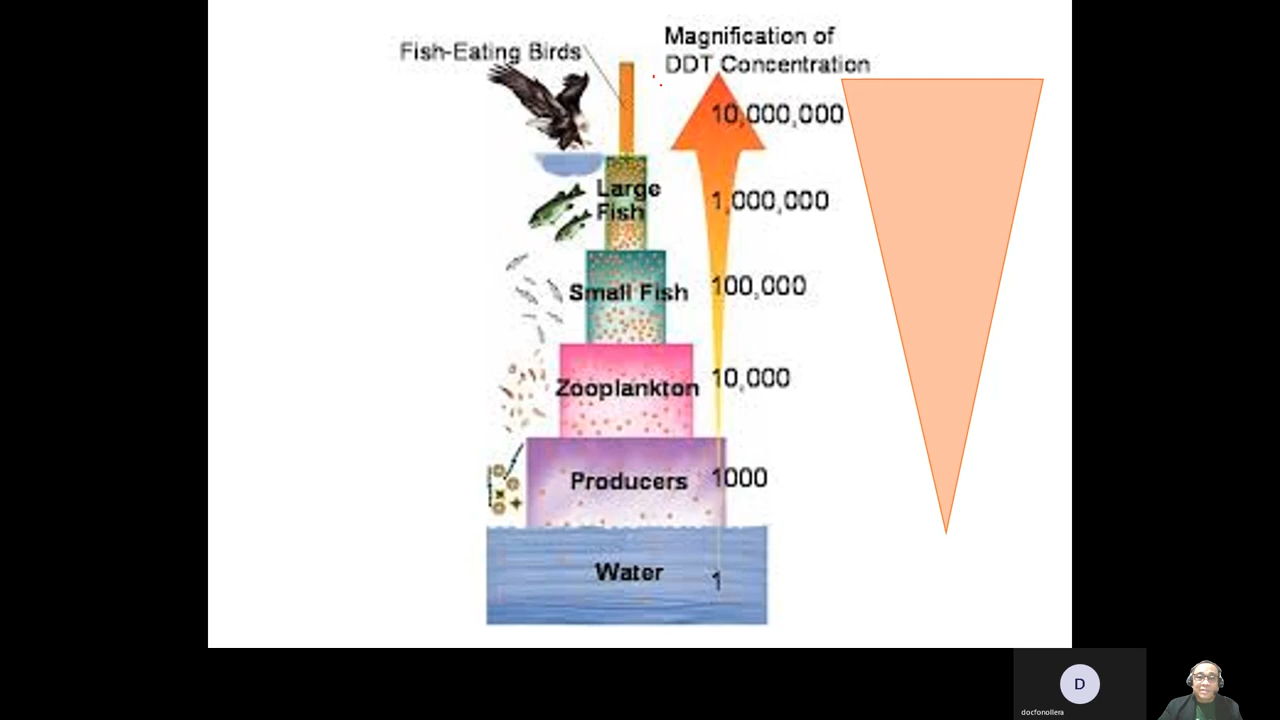 Fish-Eating Birds
Magnification of
DDT Concentration
10,000,000
Large
Fish
1,000,000
Small Fish
100,000
Zooplankton
10,000
Producers
1000
Water
1
D
docfonollera